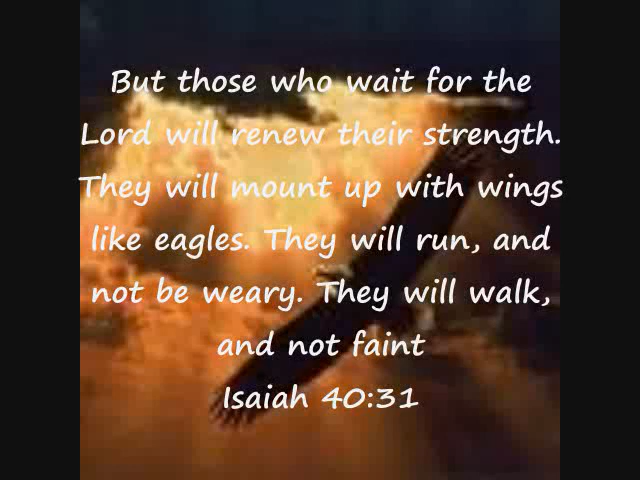 But those who wait for the
Lord will renew their strength.
They will mount up with wings
like eagles. They will run, and
not be weary. They will walk,
and not faint
Isaiah 40:31